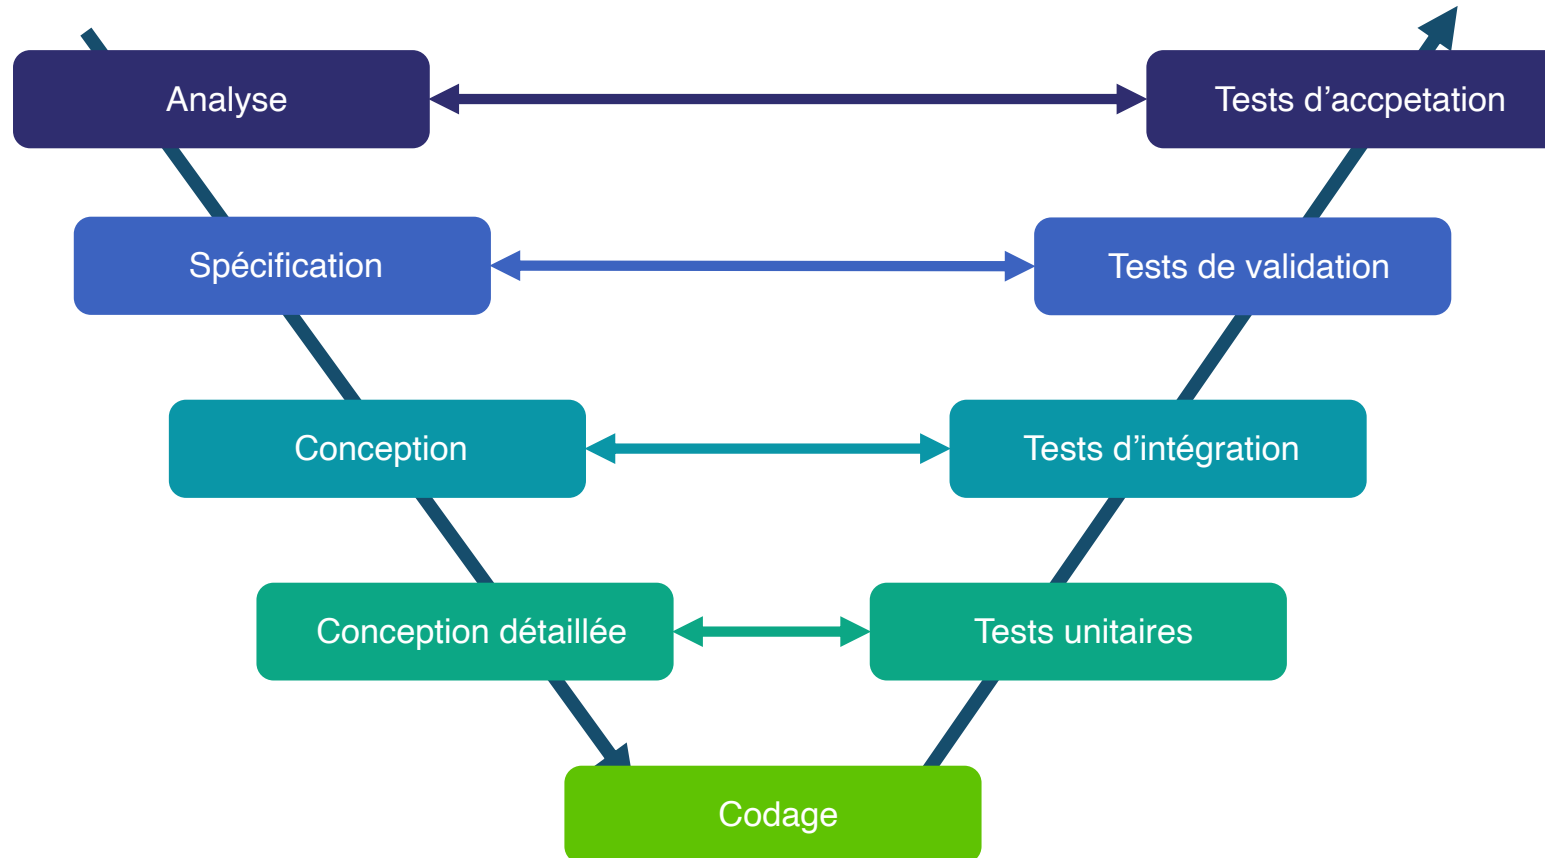 Analyse
Tests d’accpetation
Spécification
Tests de validation
Conception
Tests d’intégration
Conception détaillée
Tests unitaires
Codage